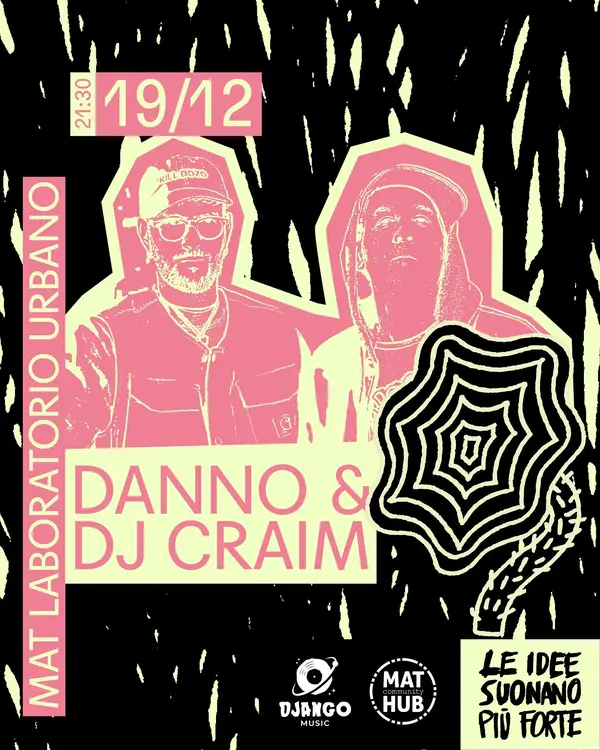 21:30
19/12
KILL BOZO
MAT LABORATORIO URBANO
DANNO &
DJ CRAIM
DJANGO
MUSIC
MAT
community
HUB
LE IDEE
SUONANO
PIÙ FORTE